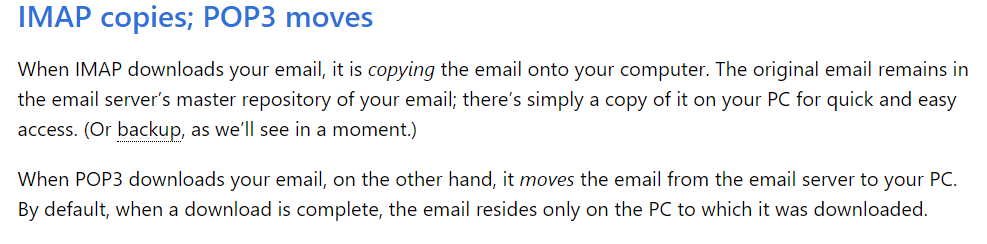 IMAP copies; POP3 moves
When IMAP downloads your email, it is copying the email onto your computer. The original email remains in
the email server’s master repository of your email; there’s simply a copy of it on your PC for quick and easy
access. (Or backup, as we’ll see in a moment.)
When POP3 downloads your email, on the other hand, it moves the email from the email server to your PC.
By default, when a download is complete, the email resides only on the PC to which it was downloaded.